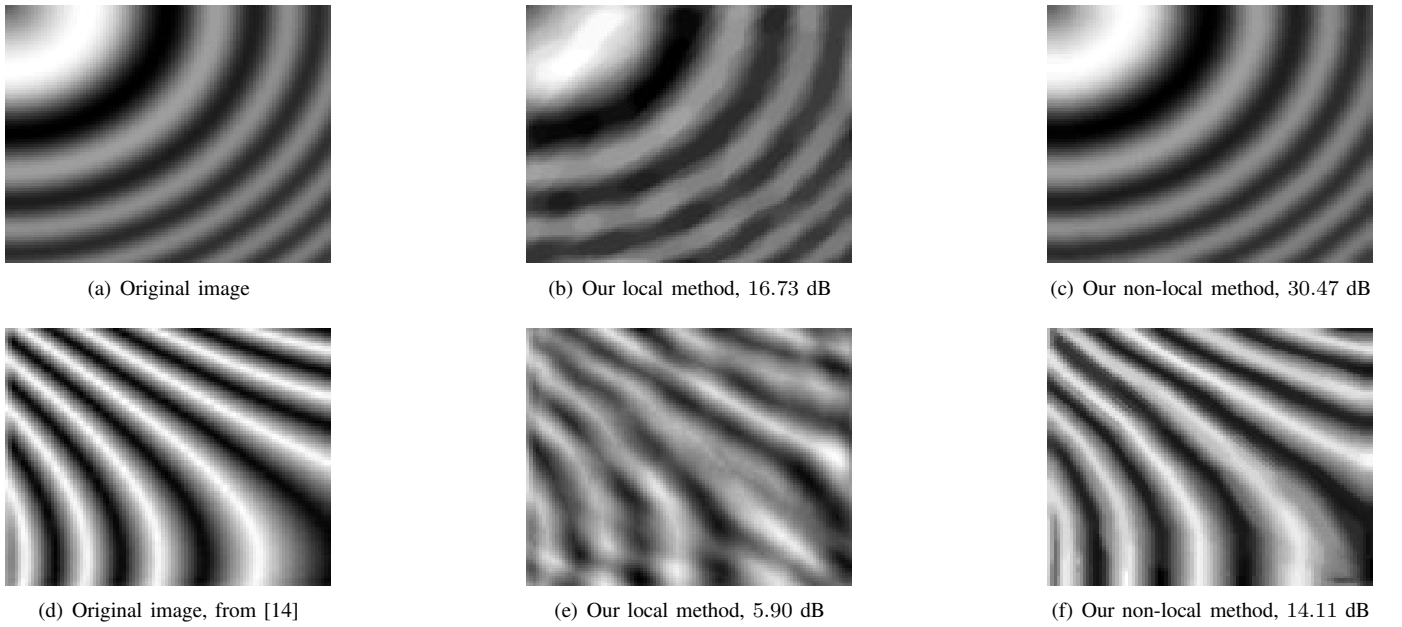 (a) Original image
(b) Our local method, 16.73 dB
(c) Our non-local method, 30.47 dB
(d) Original image, from [14]
(e) Our local method, 5.90 dB
(f) Our non-local method, 14.11 dB